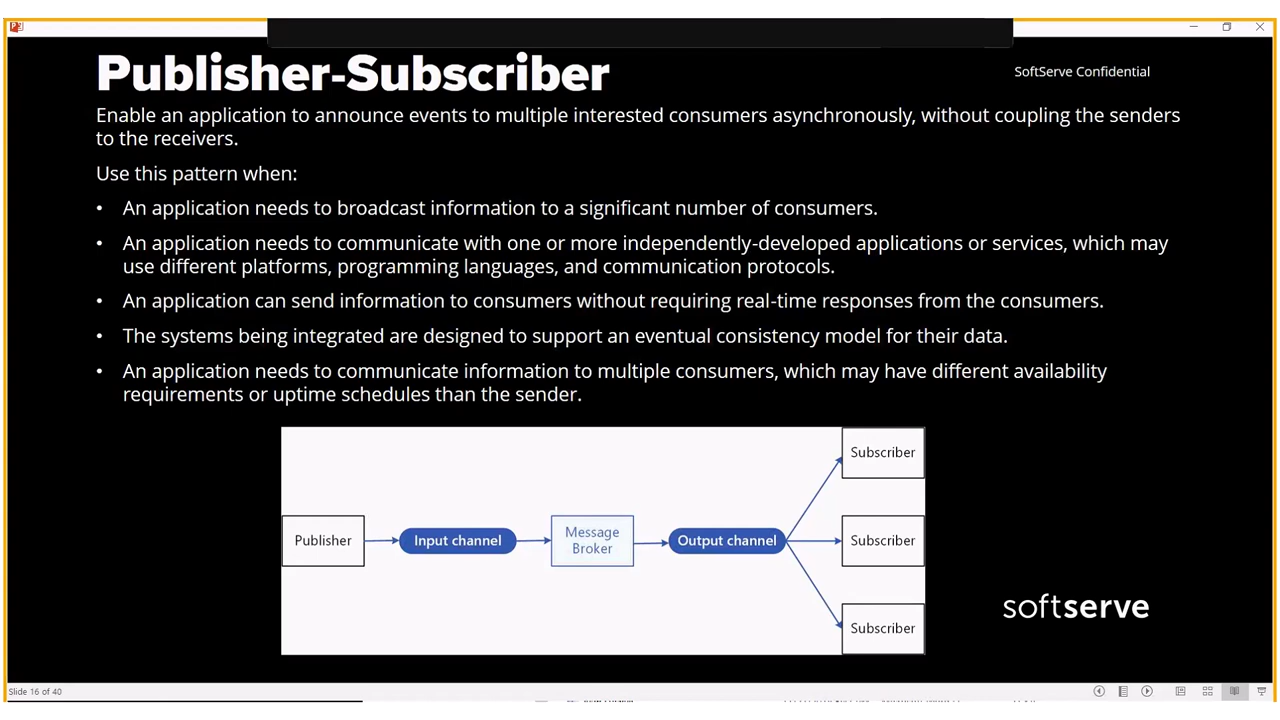 Publisher-Subscriber
SoftServe Confidential
Enable an application to announce events to multiple interested consumers asynchronously, without coupling the senders
to the receivers.
Use this pattern when:
• An application needs to broadcast information to a significant number of consumers.
• An application needs to communicate with one or more independently-developed applications or services, which may
use different platforms, programming languages, and communication protocols.
• An application can send information to consumers without requiring real-time responses from the consumers.
• The systems being integrated are designed to support an eventual consistency model for their data.
• An application needs to communicate information to multiple consumers, which may have different availability
requirements or uptime schedules than the sender.
Subscriber
Publisher
Input channel
Message
Broker
Output channel
Subscriber
Subscriber
softserve
Slide 16 of 40